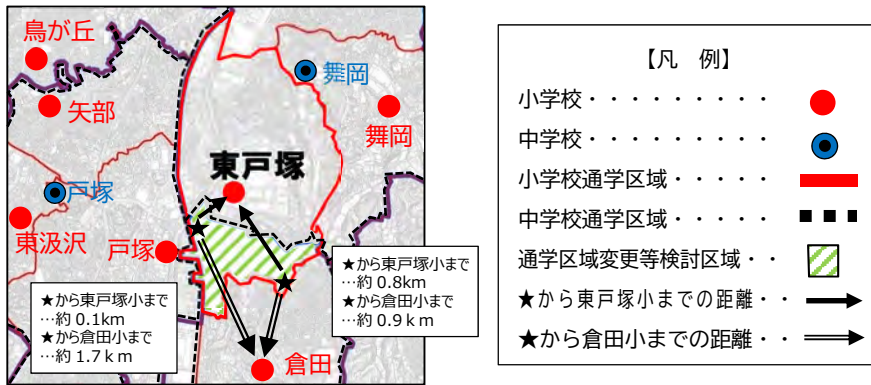 鳥が丘
矢部
舞岡
舞岡
東戸塚
戸塚
東汲沢
戸塚
★から東戸塚小まで
…約 0.1km
★から倉田小まで
…約 1.7ｋｍ
★から東戸塚小まで
…約 0.8km
★から倉田小まで
…約 0.9ｋｍ
倉田
【凡　例】
小学校・・・・・・・・・
中学校・・・・・・・・・
小学校通学区域・・・・・
中学校通学区域・・・・・
通学区域変更等検討区域・・
★から東戸塚小までの距離・・
★から倉田小までの距離・・